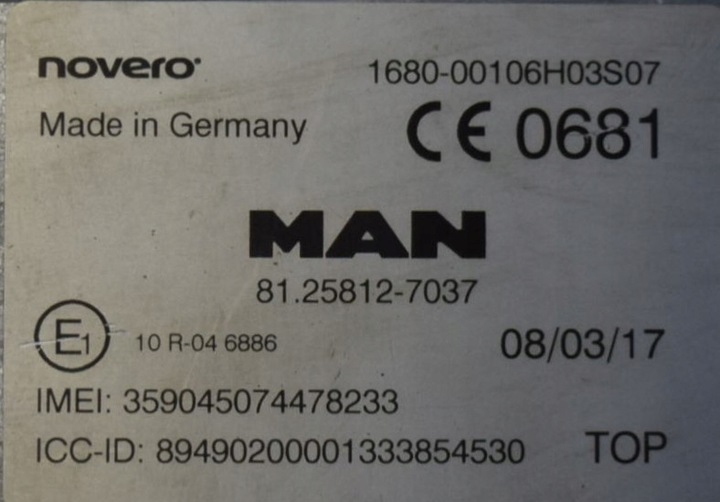 novero
1680-00106H03S07
Made in Germany
CE 0681
MAN
81.25812-7037
E1 10 R-04 6886
08/03/17
IMEI: 359045074478233
ICC-ID: 89490200001333854530
TOP